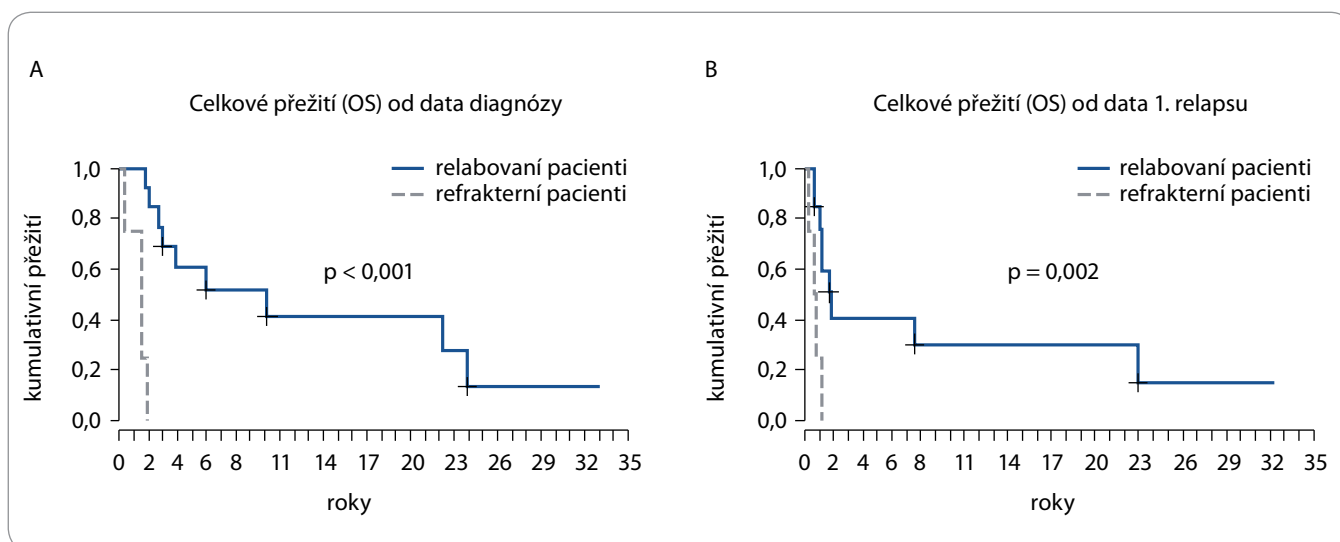 A
Celkové přežití (OS) od data diagnózy
relabovaní pacienti
refrakterní pacienti
p < 0,001
kumulativní přežití
1,0
0,8
0,6
0,4
0,2
0,0
0 2 4 6 8 11 14 17 20 23 26 29 32 35
roky
B
Celkové přežití (OS) od data 1. relapsu
relabovaní pacienti
refrakterní pacienti
p = 0,002
kumulativní přežití
1,0
0,8
0,6
0,4
0,2
0,0
0 2 4 6 8 11 14 17 20 23 26 29 32 35
roky